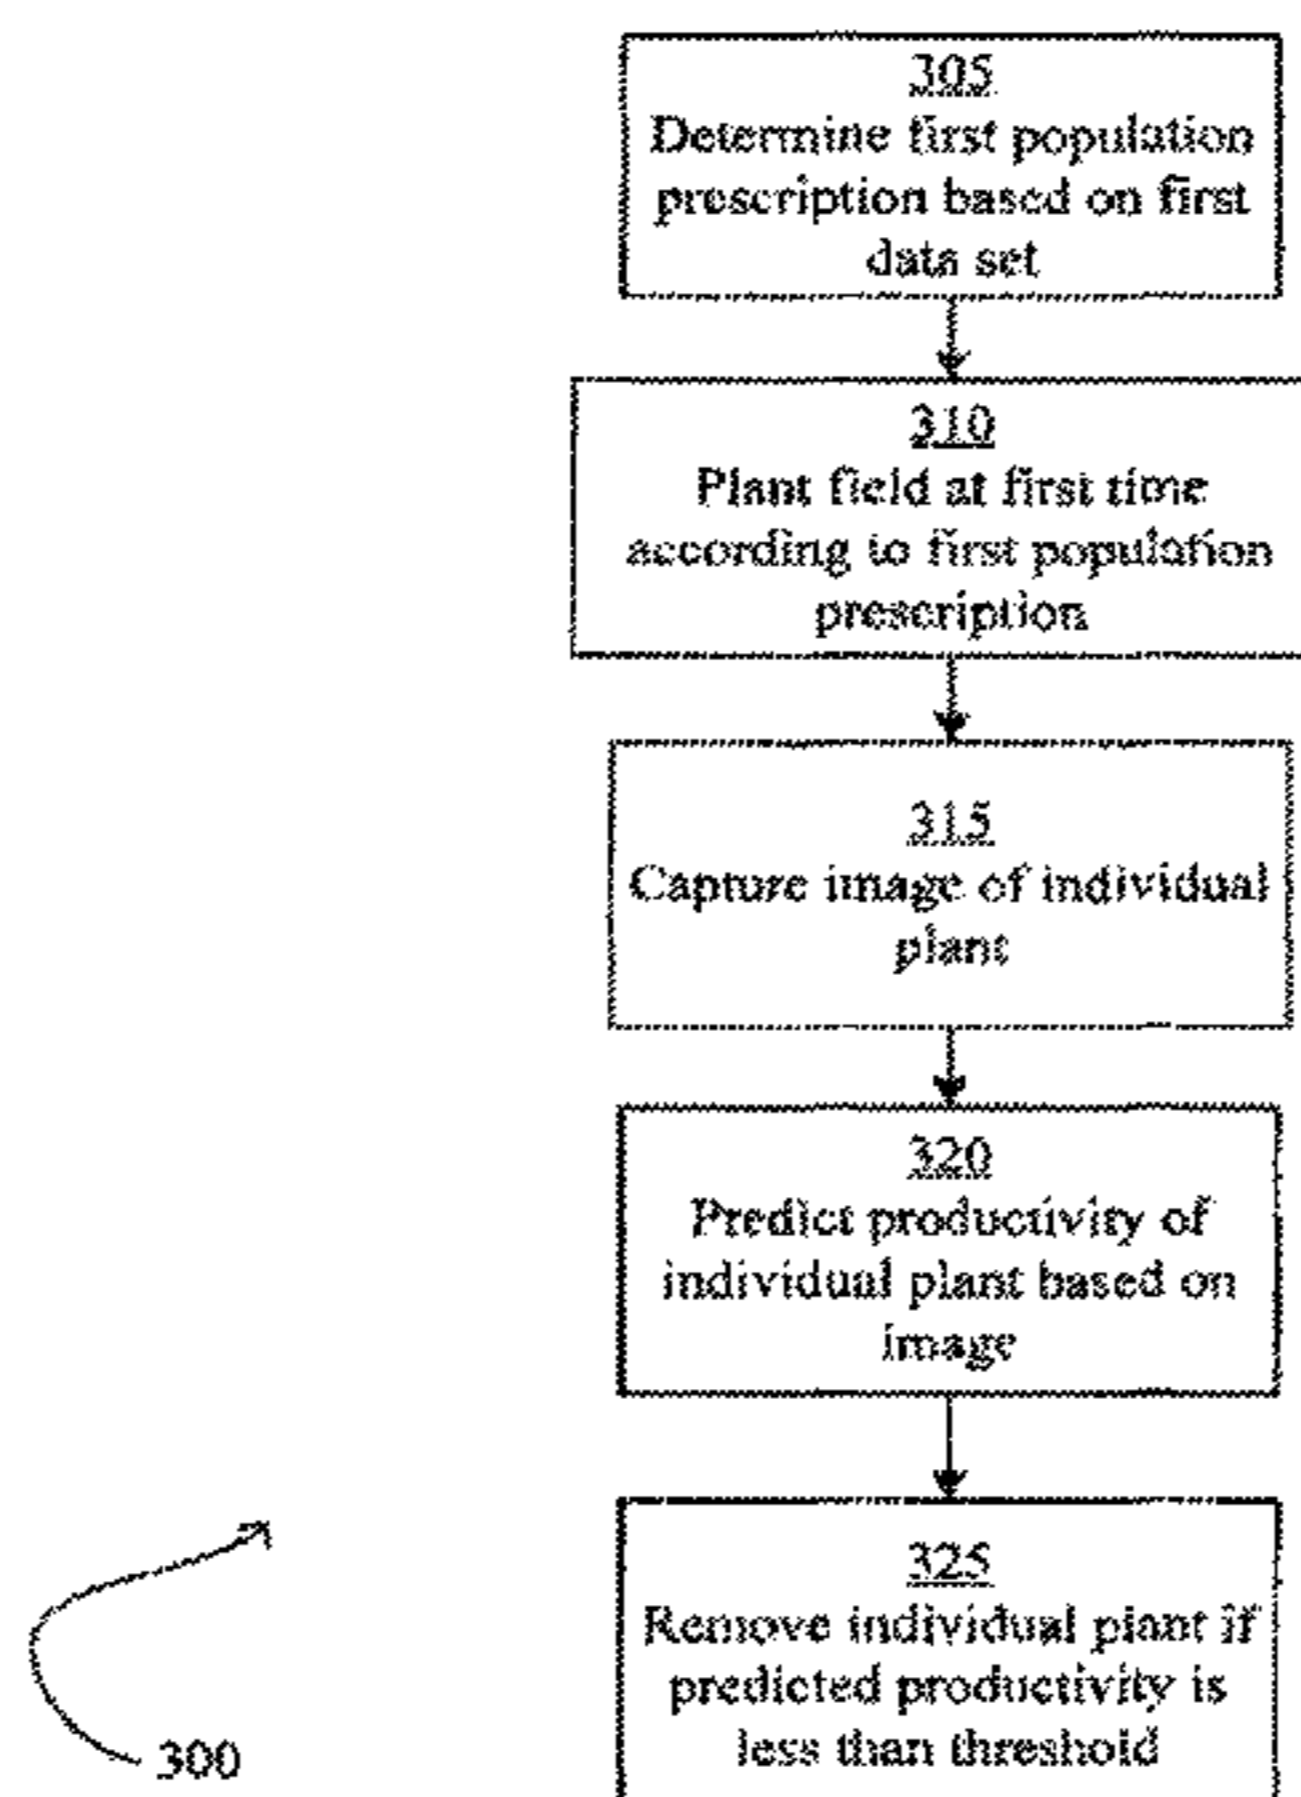 305
Determine first population
prescription based on first
data set
310
Plant field at first time
according to first population
prescription
315
Capture image of individual
plant
320
Predict productivity of
individual plant based on
image
325
Remove individual plant if
predicted productivity is
less than threshold
300